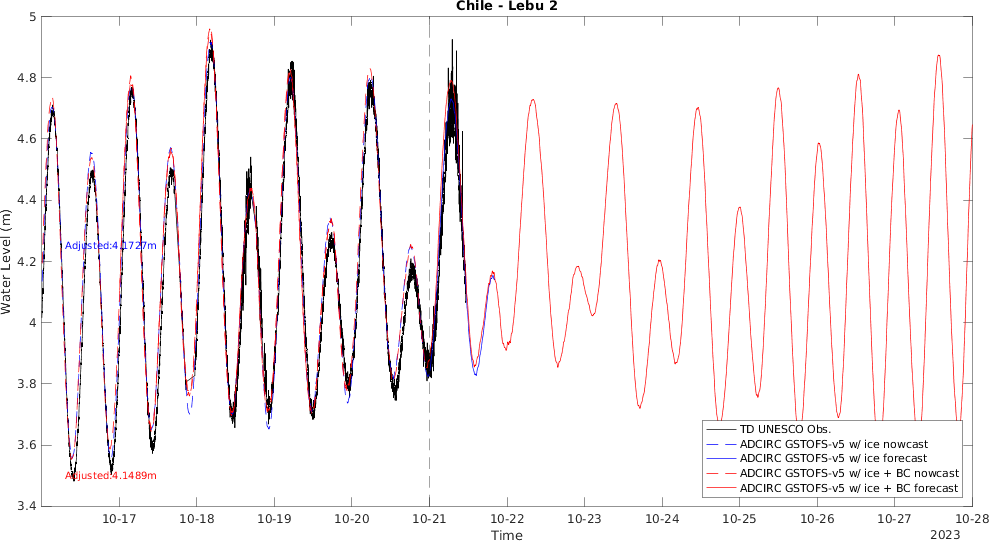 Chile - Lebu 2
5
4.8
4.6
4.4
4.2
4
3.8
3.6
3.4
Water Level (m)
Adjusted:4.1727m
Adjusted:4.1489m
TD UNESCO Obs.
ADCIRC GSTOFS-v5 w/ ice nowcast
ADCIRC GSTOFS-v5 w/ ice forecast
ADCIRC GSTOFS-v5 w/ ice + BC nowcast
ADCIRC GSTOFS-v5 w/ ice + BC forecast
10-17 10-18 10-19 10-20 10-21 10-22 10-23 10-24 10-25 10-26 10-27 10-28
Time
2023